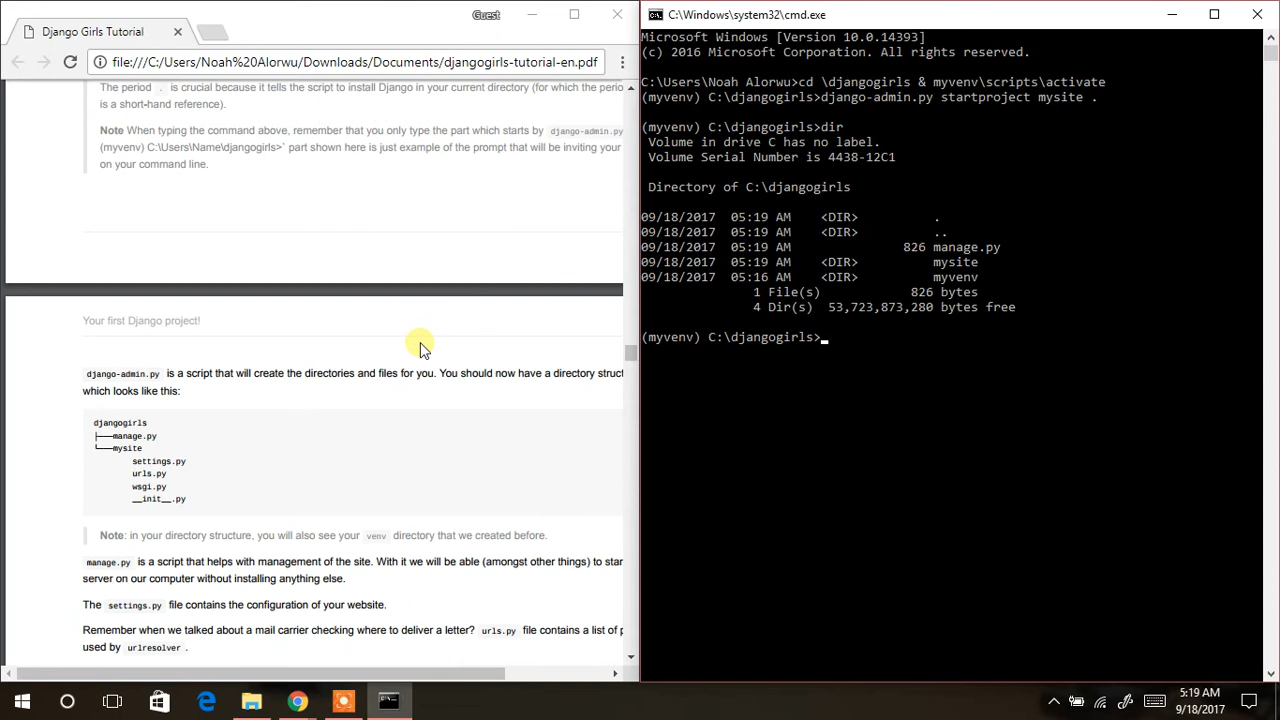 Guest
Django Girls Tutorial
file:///C:/Users/Noah%20Alorwu/Downloads/Documents/djangogirls-tutorial-en.pdf
The period . is crucial because it tells the script to install Django in your current directory (for which the peric
is a short-hand reference).
Note When typing the command above, remember that you only type the part which starts by django-admin.py
(myvenv) C:\Users\Name\djangogirls>` part shown here is just example of the prompt that will be inviting your
on your command line.
Your first Django project!
django-admin.py is a script that will create the directories and files for you. You should now have a directory struct
which looks like this:
djangogirls
├───manage.py
└───mysite
settings.py
urls.py
wsgi.py
__init__.py
Note: in your directory structure, you will also see your venv directory that we created before.
manage.py is a script that helps with management of the site. With it we will be able (amongst other things) to star
server on our computer without installing anything else.
The settings.py file contains the configuration of your website.
Remember when we talked about a mail carrier checking where to deliver a letter? urls.py file contains a list of p
used by urlresolver .
C:\Windows\system32\cmd.exe
Microsoft Windows [Version 10.0.14393]
(c) 2016 Microsoft Corporation. All rights reserved.
C:\Users\Noah Alorwu>cd \djangogirls & myvenv\scripts\activate
(myvenv) C:\djangogirls>django-admin.py startproject mysite .
(myvenv) C:\djangogirls>dir
Volume in drive C has no label.
Volume Serial Number is 4438-12C1
Directory of C:\djangogirls
09/18/2017 05:19 AM <DIR> .
09/18/2017 05:19 AM <DIR> ..
09/18/2017 05:19 AM 826 manage.py
09/18/2017 05:19 AM <DIR> mysite
09/18/2017 05:16 AM <DIR> myvenv
1 File(s) 826 bytes
4 Dir(s) 53,723,873,280 bytes free
(myvenv) C:\djangogirls>
5:19 AM
9/18/2017